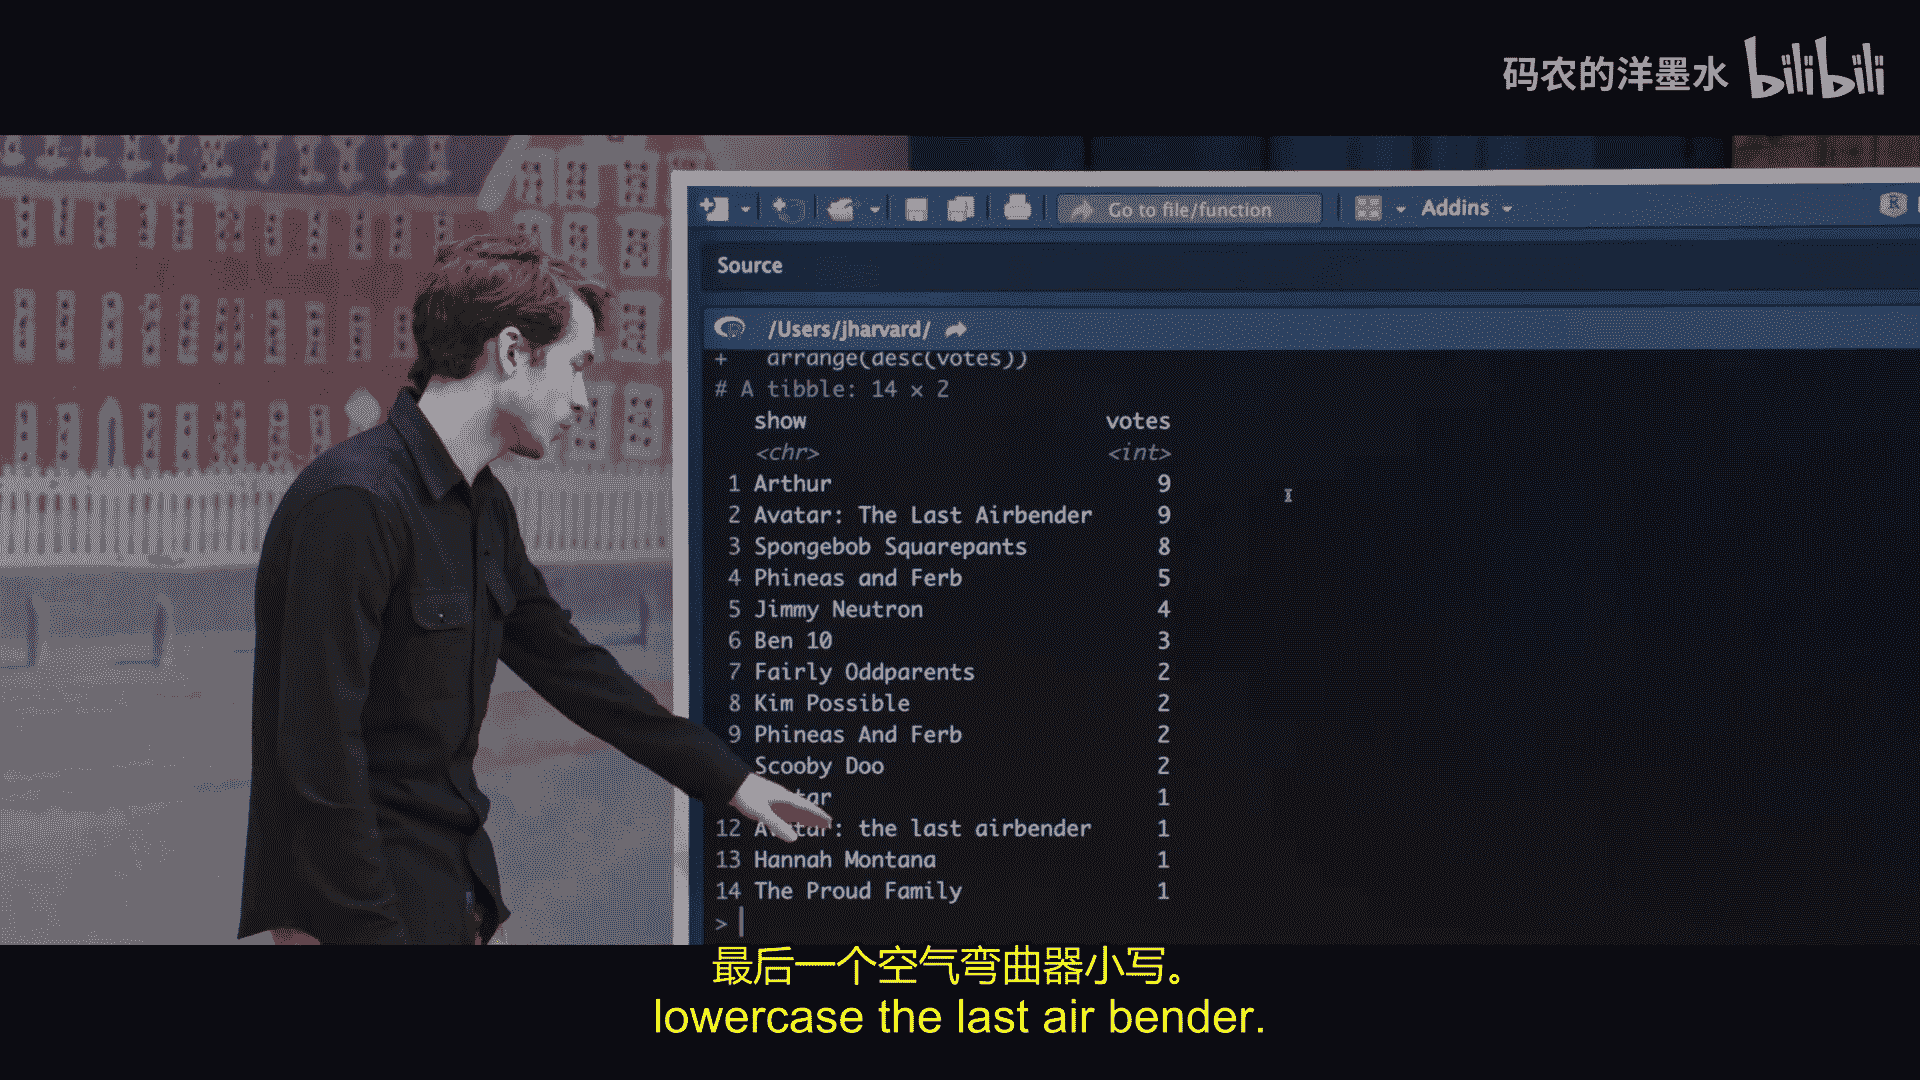 码农的洋墨水 bilibili
Go to file/function Addins R
Source
/Users/jharvard/
+ arrange(desc(votes))
# A tibble: 14 × 2
show votes
<chr> <int>
1 Arthur 9
2 Avatar: The Last Airbender 9
3 Spongebob Squarepants 8
4 Phineas and Ferb 5
5 Jimmy Neutron 4
6 Ben 10 3
7 Fairly Oddparents 2
8 Kim Possible 2
9 Phineas And Ferb 2
Scooby Doo 2
1
12 Avatar: the last airbender 1
13 Hannah Montana 1
14 The Proud Family 1
>
最后一个空气弯曲器小写。
lowercase the last air bender.